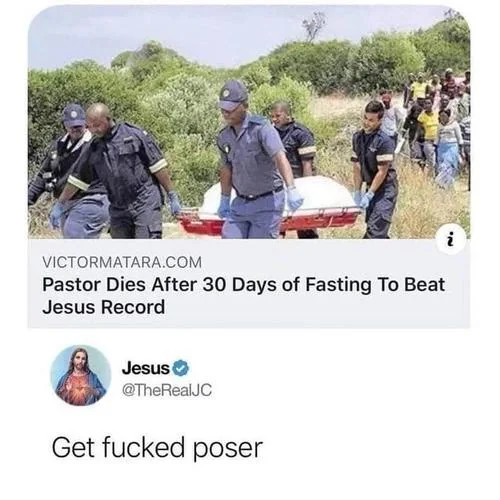 VICTORMATARA.COM
Pastor Dies After 30 Days of Fasting To Beat
Jesus Record
Jesus
@TheRealJC
Get fucked poser